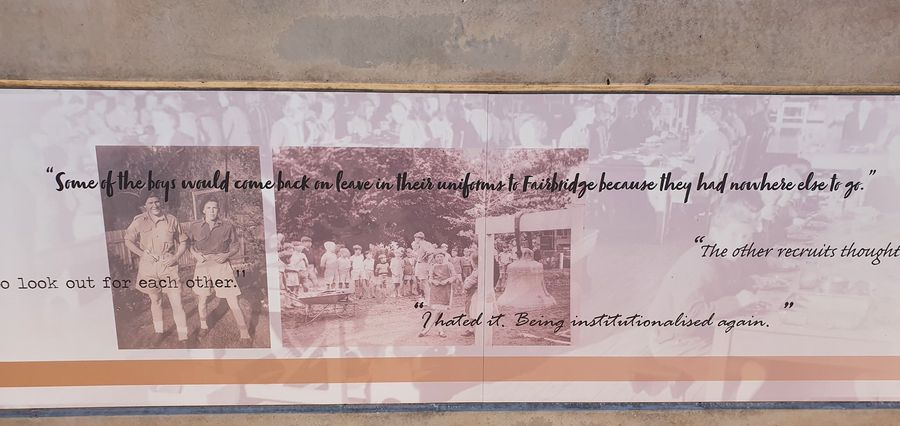 “Some of the boys would come back on leave in their uniforms to Fairbridge because they had nowhere else to go.”
“The other recruits thought
o look out for each other."
“I hated it. Being institutionalised again.”